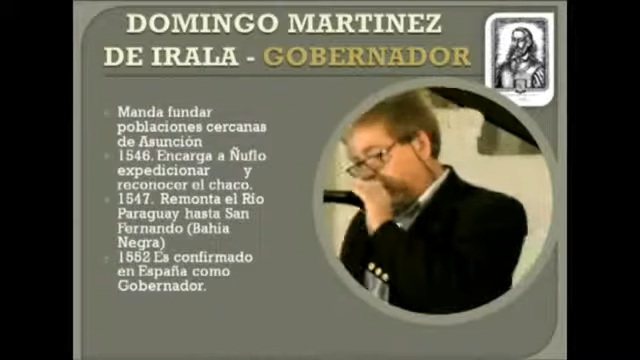 DOMINGO MARTINEZ
DE IRALA - GOBERNADOR
Manda fundar
poblaciones cercanas
de Asunción
1546. Encarga a Ñuflo
expedicionar y
reconocer el chaco.
1547. Remonta el Río
Paraguay hasta San
Fernando (Bahia
Negra)
1552 Es confirmado
en España como
Gobernador.